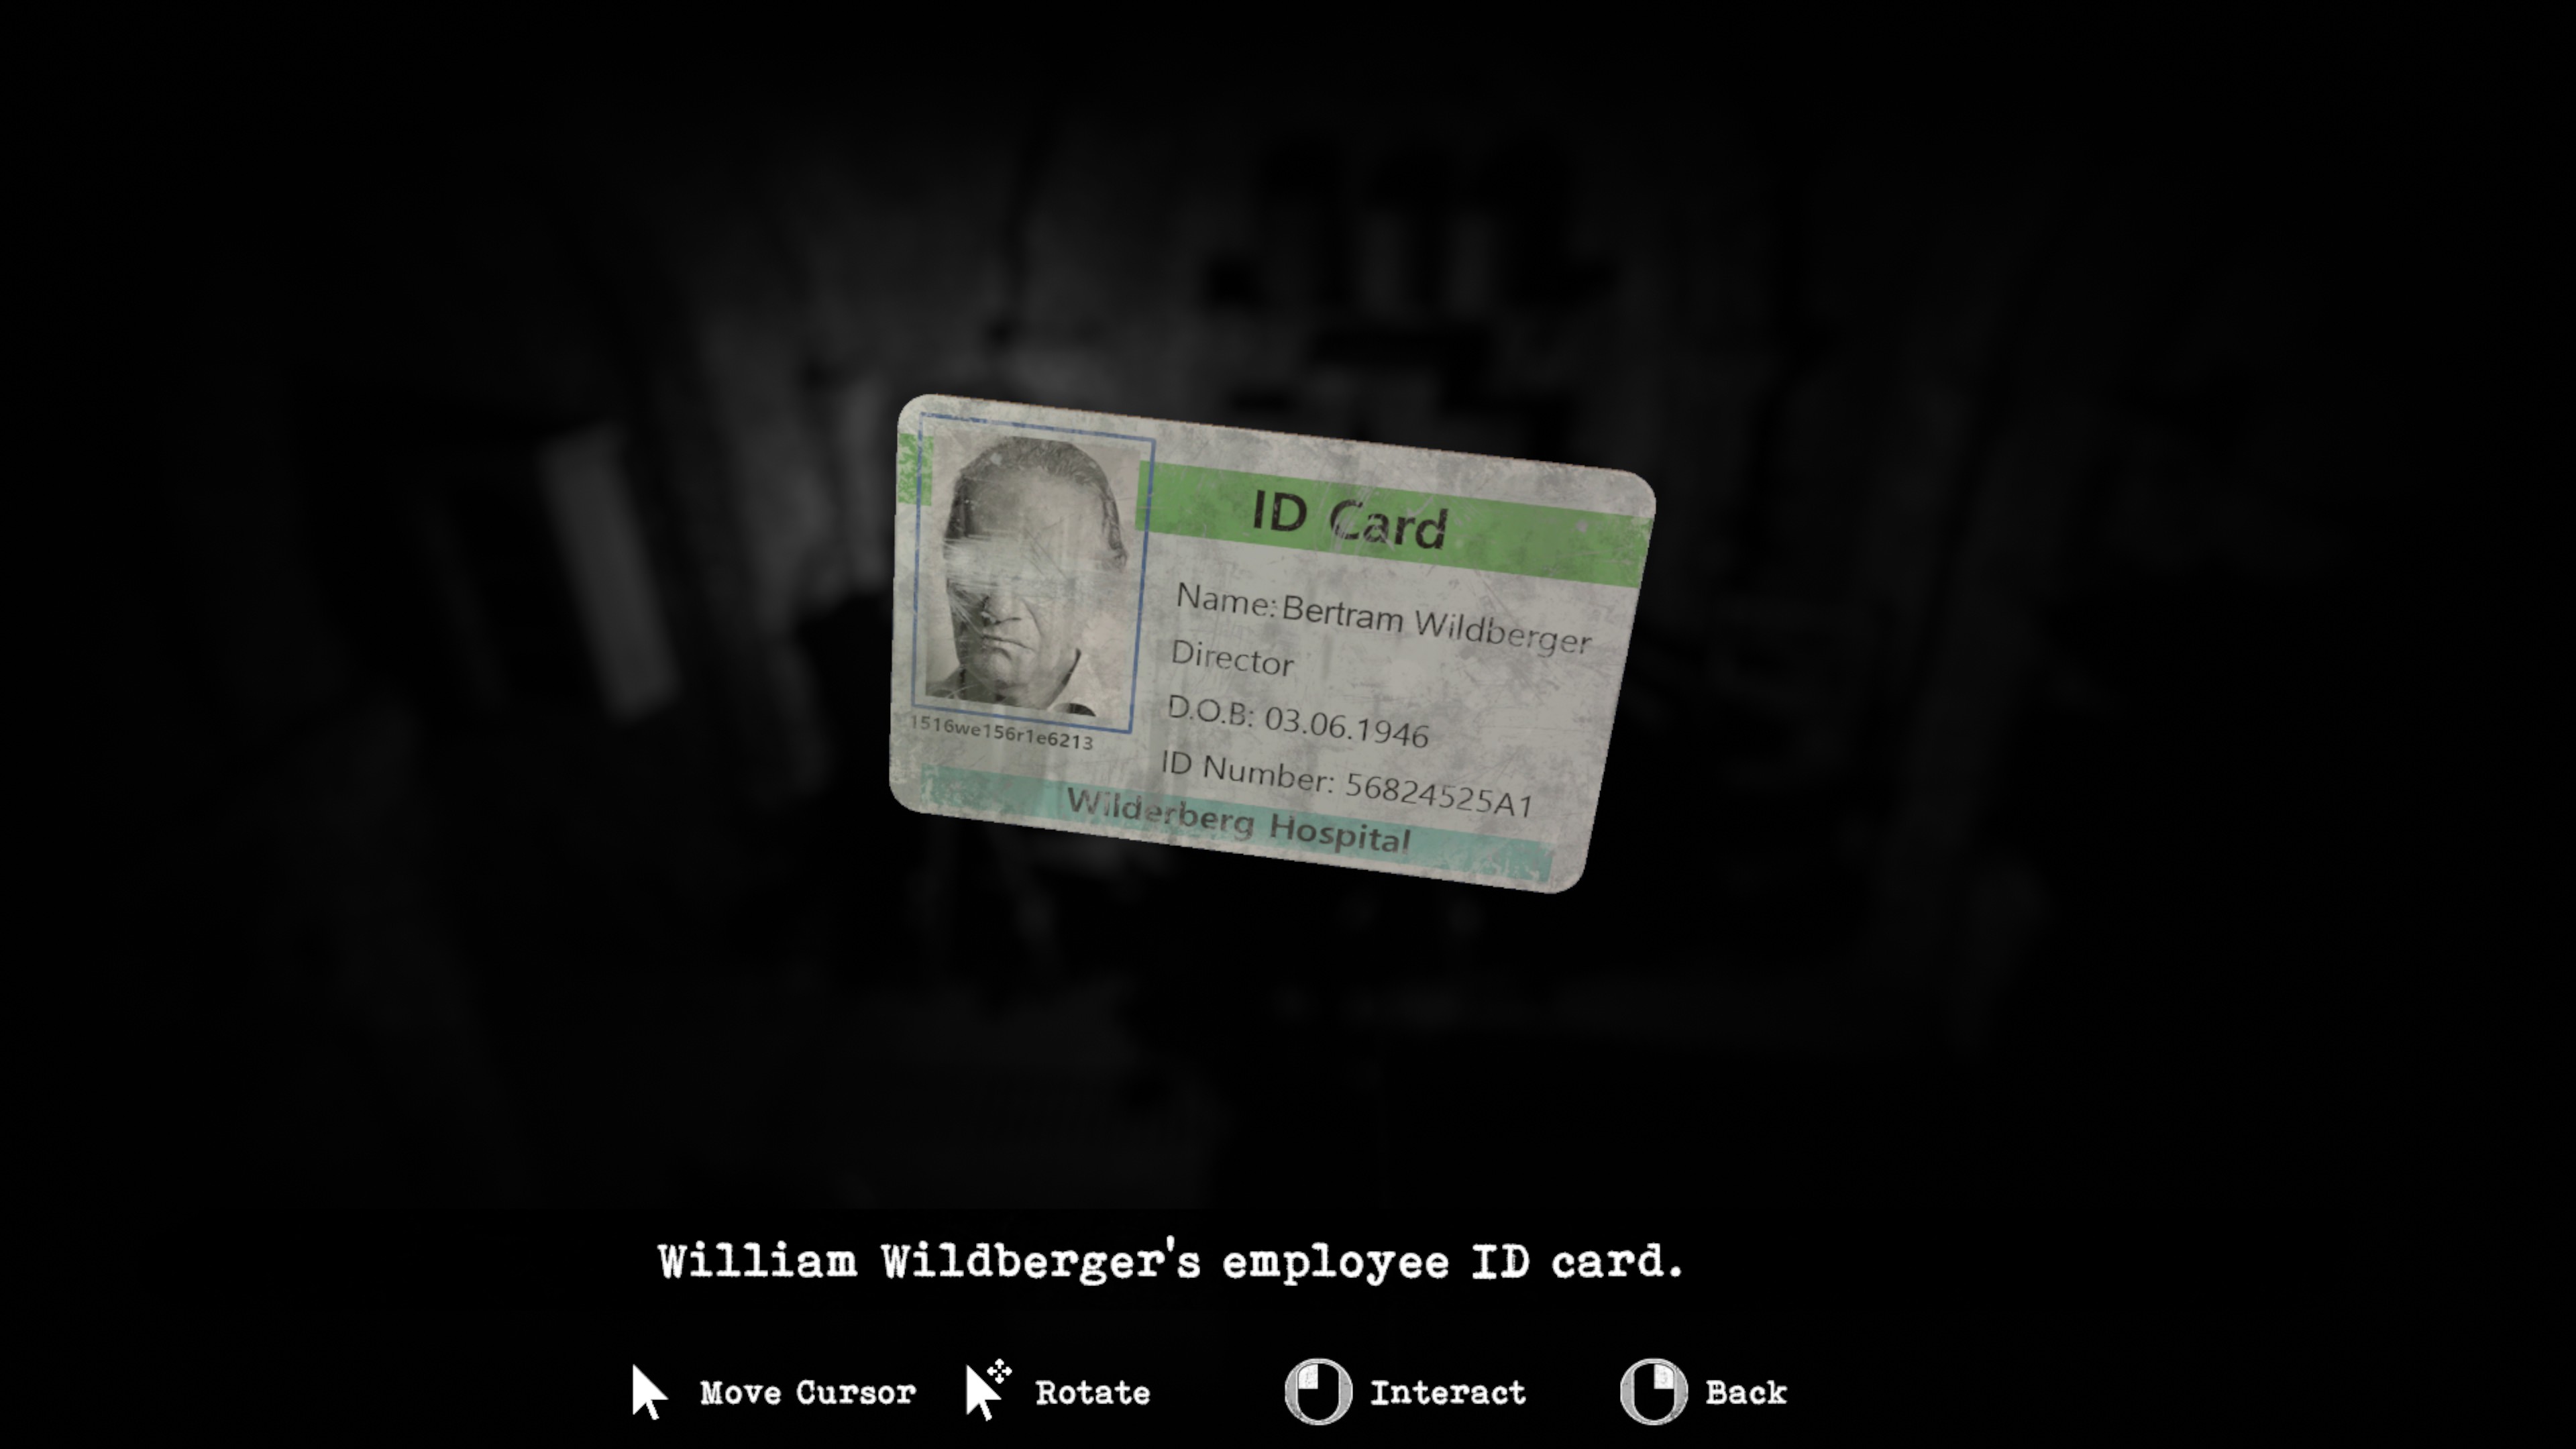 ID Card
Name: Bertram Wildberger
Director
D.O.B: 03.06.1946
ID Number: 56824525A1
1516we156r1e6213
Wilderberg Hospital
William Wildberger's employee ID card.
Move Cursor
Rotate
Interact
Back